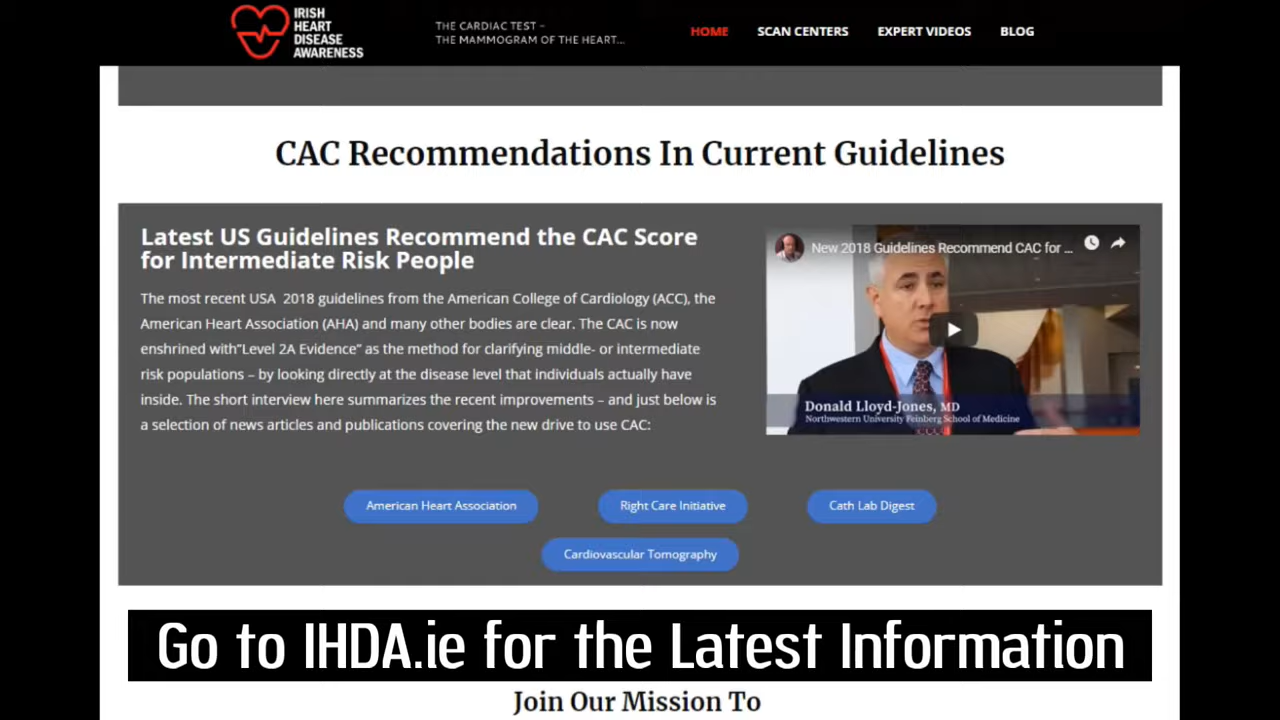 IRISH
HEART
DISEASE
AWARENESS
THE CARDIAC TEST –
THE MAMMOGRAM OF THE HEART...
HOME
SCAN CENTERS
EXPERT VIDEOS
BLOG
CAC Recommendations In Current Guidelines
Latest US Guidelines Recommend the CAC Score
for Intermediate Risk People
The most recent USA 2018 guidelines from the American College of Cardiology (ACC), the
American Heart Association (AHA) and many other bodies are clear. The CAC is now
enshrined with"Level 2A Evidence" as the method for clarifying middle- or intermediate
risk populations – by looking directly at the disease level that individuals actually have
inside. The short interview here summarizes the recent improvements – and just below is
a selection of news articles and publications covering the new drive to use CAC:
New 2018 Guidelines Recommend CAC for ...
Donald Lloyd-Jones, MD
Northwestern University Feinberg School of Medicine
American Heart Association
Right Care Initiative
Cath Lab Digest
Cardiovascular Tomography
Go to IHDA.ie for the Latest Information
Join Our Mission To